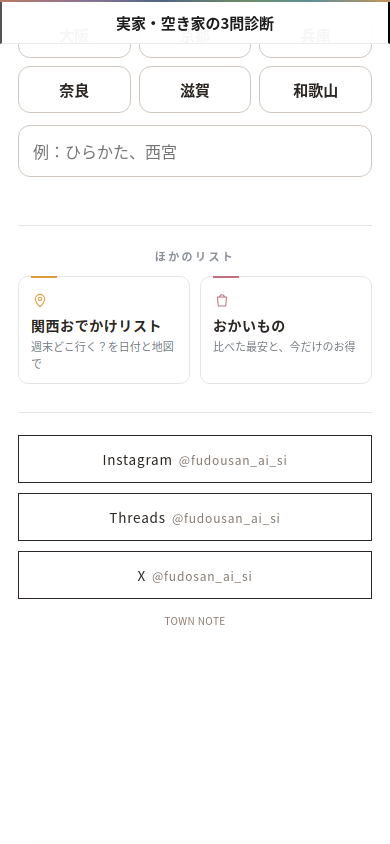 実家・空き家の3問診断
大阪 兵庫
奈良 滋賀 和歌山
例：ひらかた、西宮
ほかのリスト
関西おでかけリスト
週末どこ行く？を日付と地図
で
おかいもの
比べた最安と、今だけのお得
Instagram @fudousan_ai_si
Threads @fudousan_ai_si
X @fudosan_ai_si
TOWN NOTE